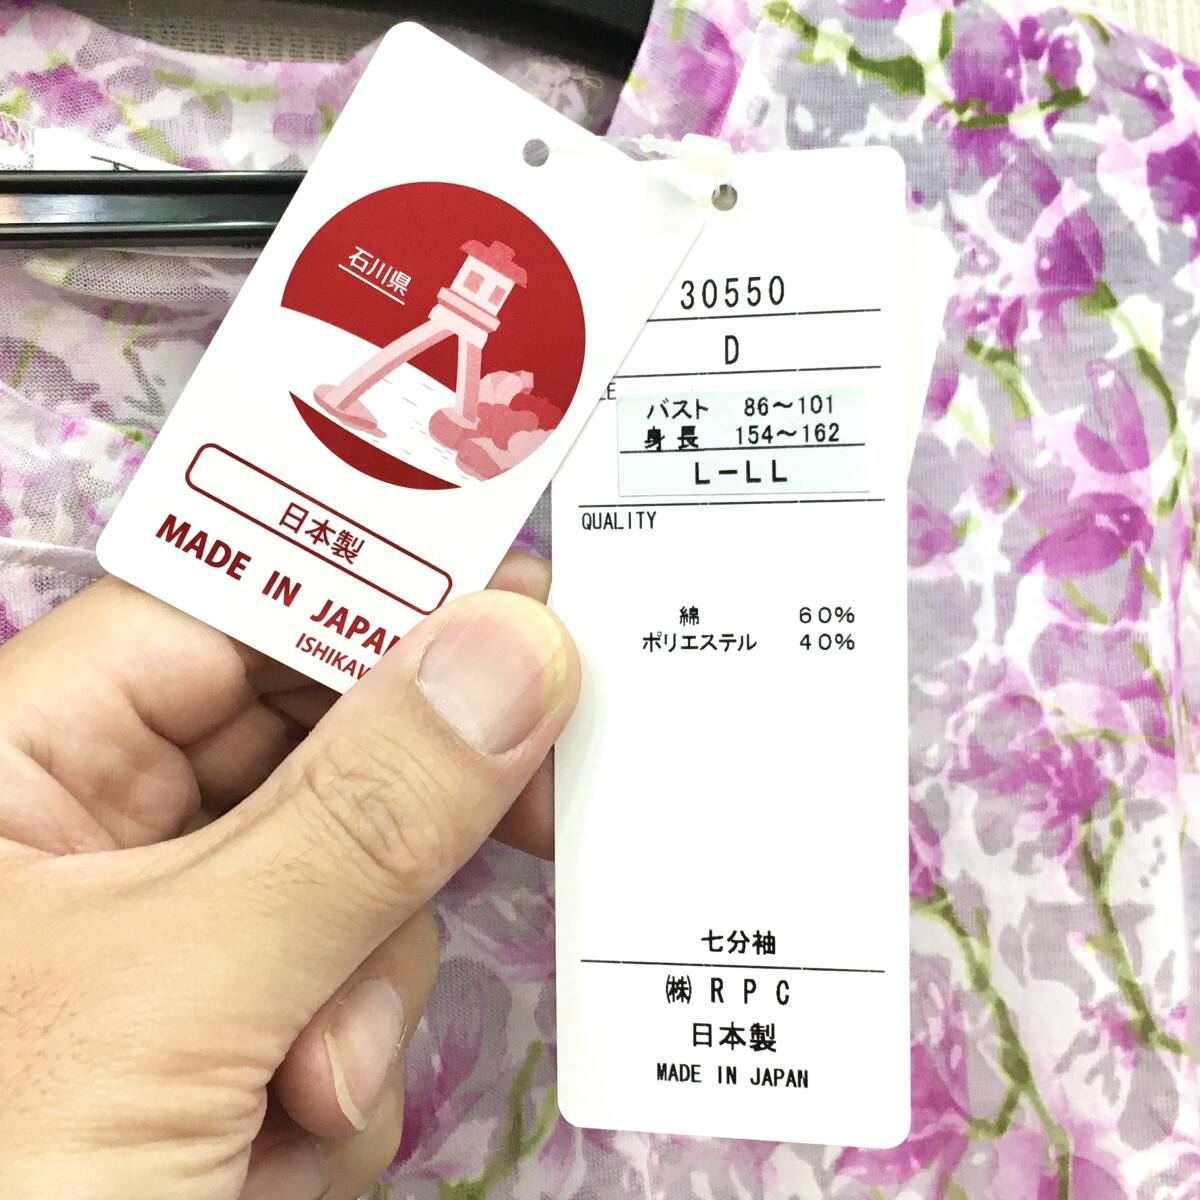 石川県
日本製
MADE IN JAPAN
30550
D
バスト 86～101
身長 154～162
L－LL
QUALITY
綿 60%
ポリエステル 40%
七分袖
㈱ RPC
日本製
MADE IN JAPAN